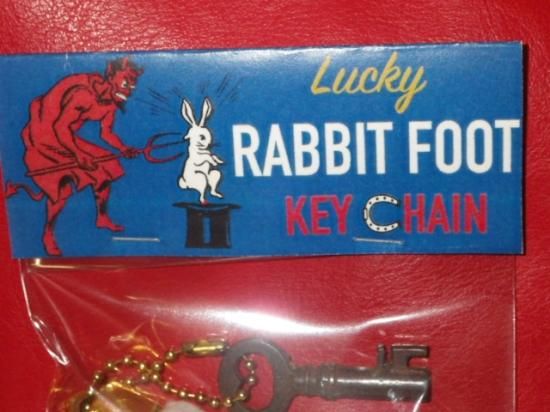 Lucky
RABBIT FOOT
KEY CHAIN